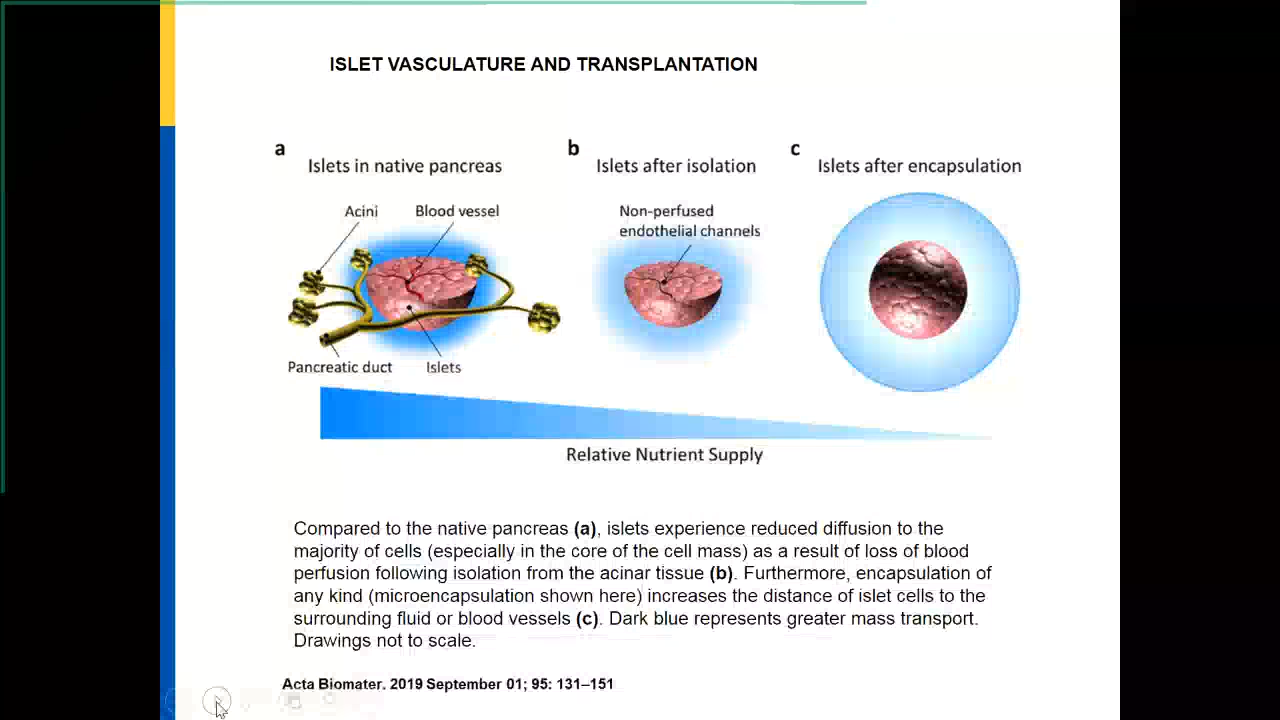 ISLET VASCULATURE AND TRANSPLANTATION
a
Islets in native pancreas
b
Islets after isolation
c
Islets after encapsulation
Acini
Blood vessel
Non-perfused
endothelial channels
Pancreatic duct
Islets
Relative Nutrient Supply
Compared to the native pancreas (a), islets experience reduced diffusion to the
majority of cells (especially in the core of the cell mass) as a result of loss of blood
perfusion following isolation from the acinar tissue (b). Furthermore, encapsulation of
any kind (microencapsulation shown here) increases the distance of islet cells to the
surrounding fluid or blood vessels (c). Dark blue represents greater mass transport.
Drawings not to scale.
Acta Biomater. 2019 September 01; 95: 131–151